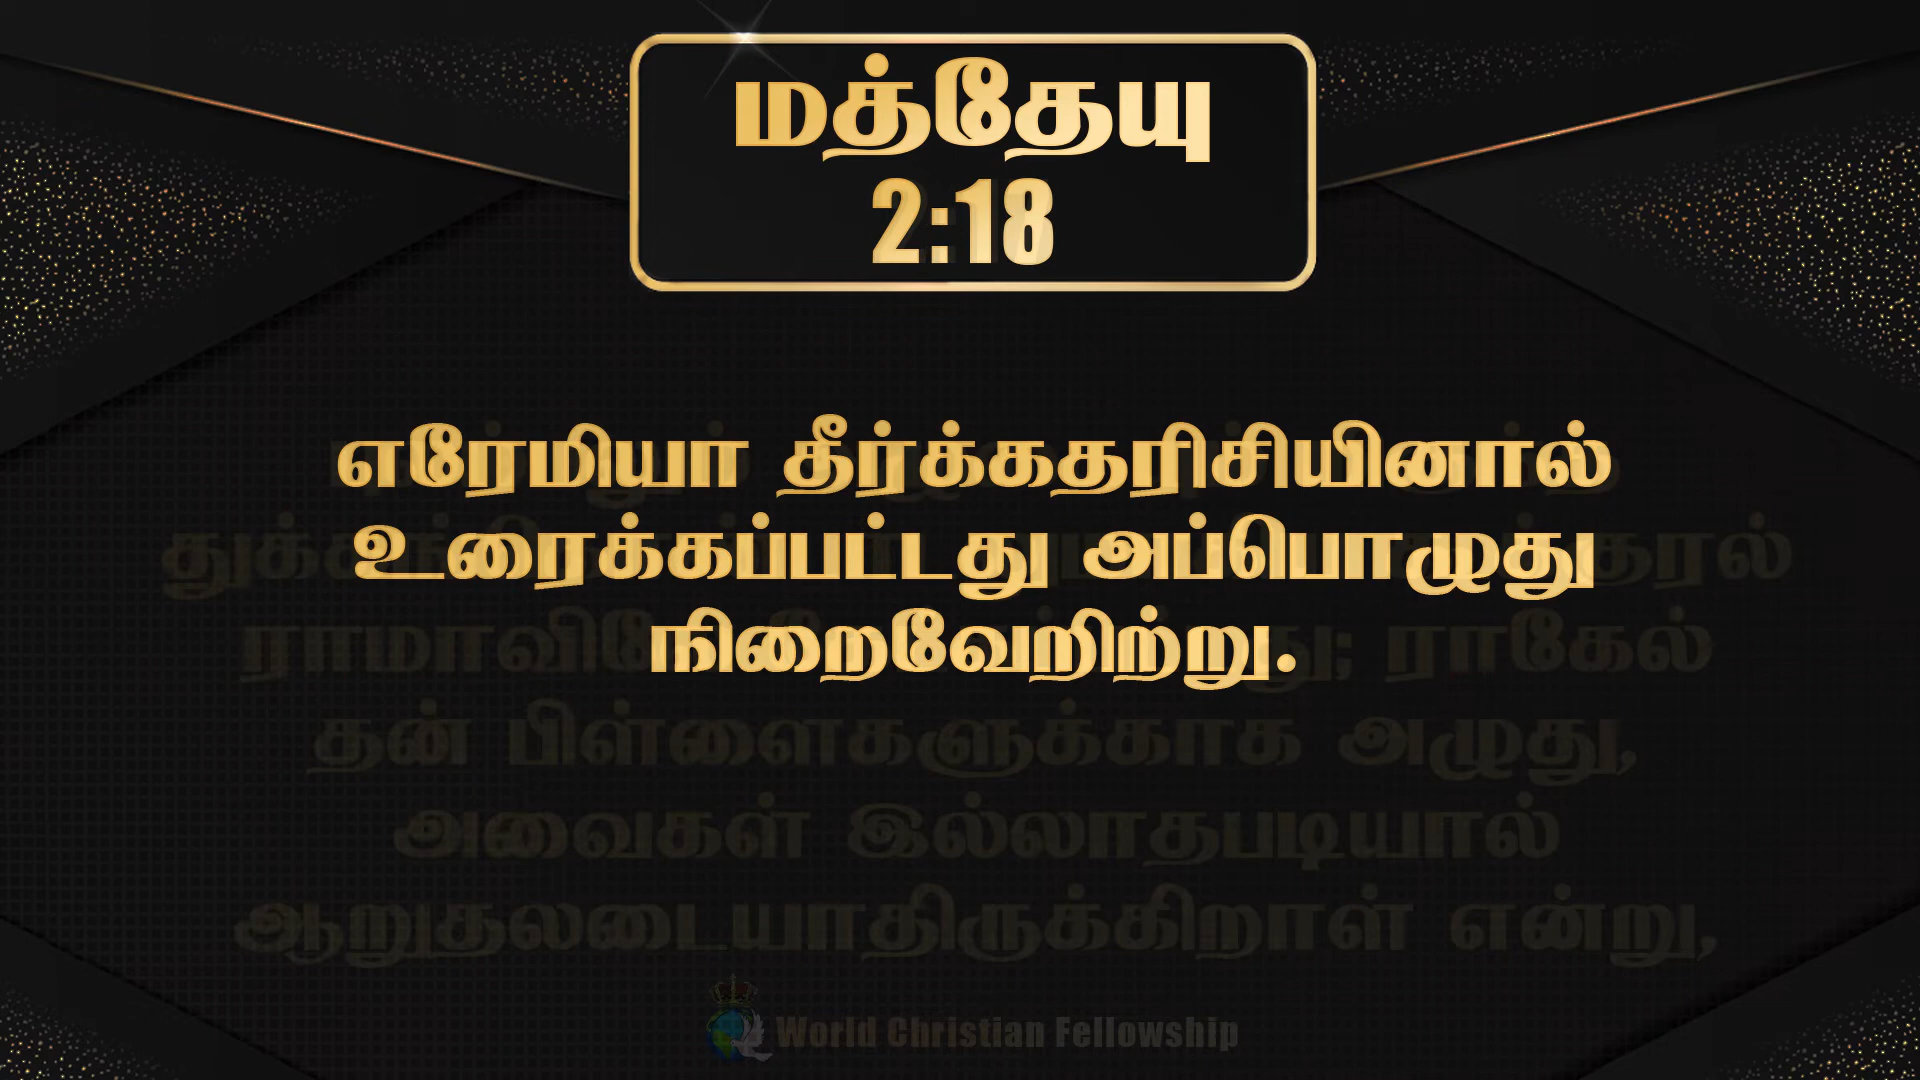 மத்தேயு
2:18
எரேமியா தீர்க்கதரிசியினால்
உரைக்கப்பட்டது அப்பொழுது
நிறைவேறிற்று.
ராகேல்
தன் பிள்ளைகளுக்காக அழுது,
அவைகள் இல்லாதபடியால்
ஆறுதலடையாதிருக்கிறாள் என்று,
World Christian Fellowship